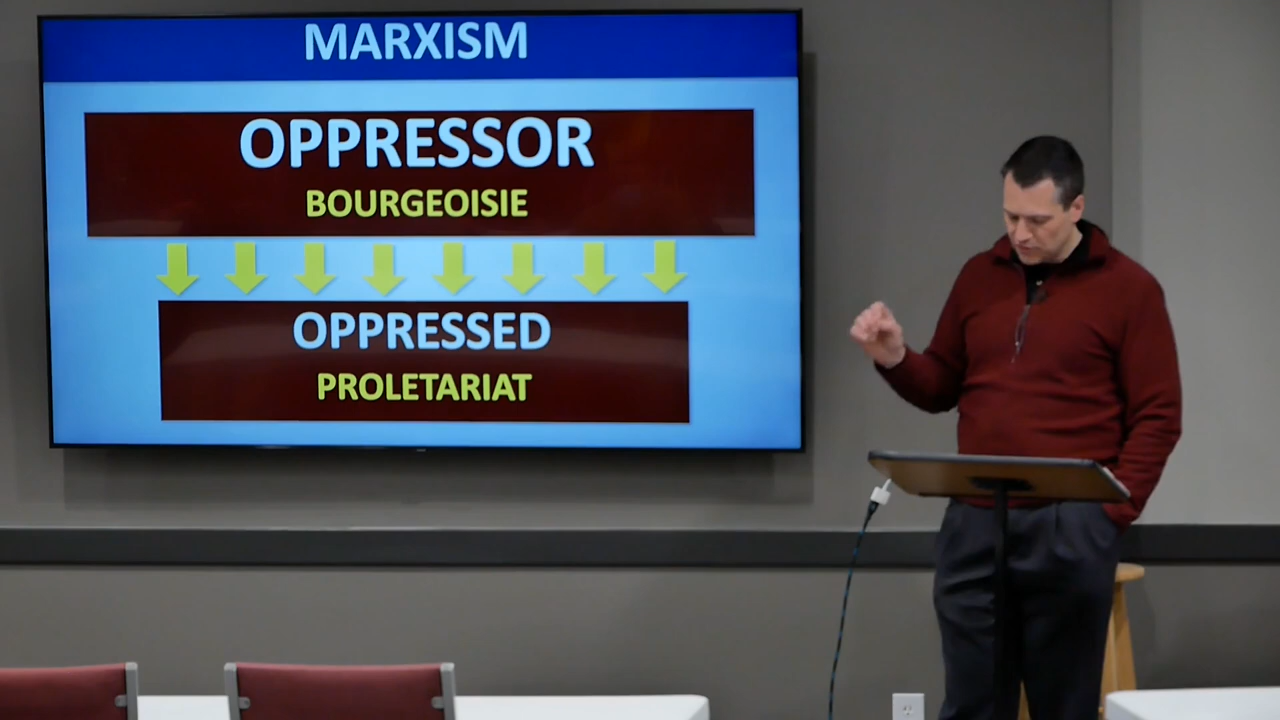 MARXISM
OPPRESSOR
BOURGEOISIE
OPPRESSED
PROLETARIAT